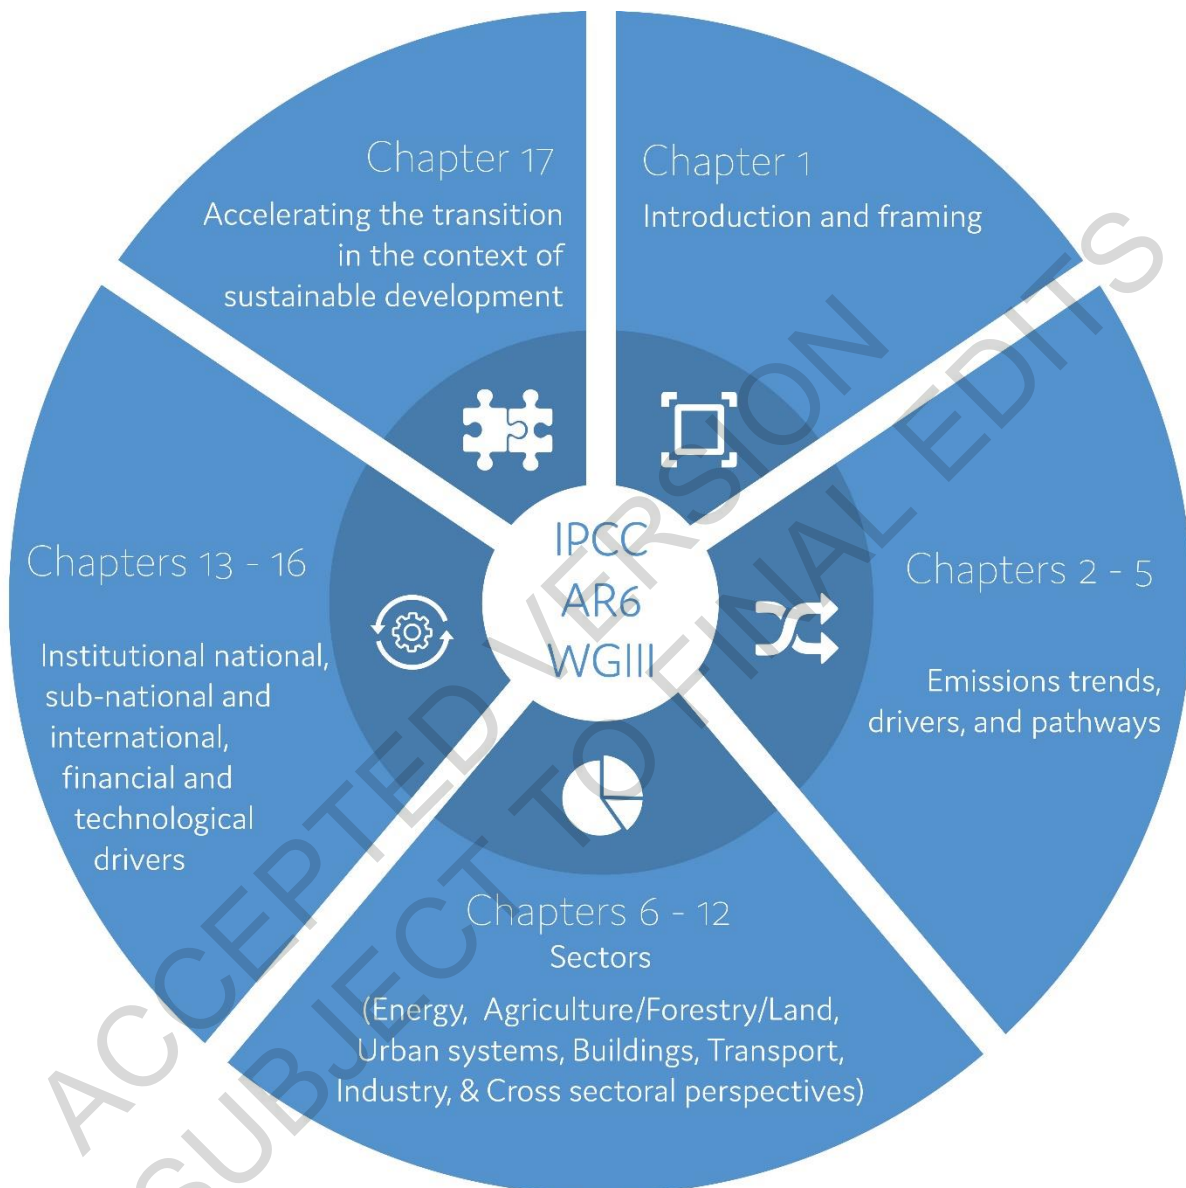 Chapter 17
Accelerating the transition
in the context of
sustainable development
Chapter 1
Introduction and framing
Chapters 2 - 5
Emissions trends,
drivers, and pathways
Chapters 6 - 12
Sectors
(Energy, Agriculture/Forestry/Land,
Urban systems, Buildings, Transport,
Industry, & Cross sectoral perspectives)
Chapters 13 - 16
Institutional national,
sub-national and
international,
financial and
technological
drivers
IPCC
AR6
WGIII
ACCEPTED VERSION
SUBJECT TO FINAL EDITS